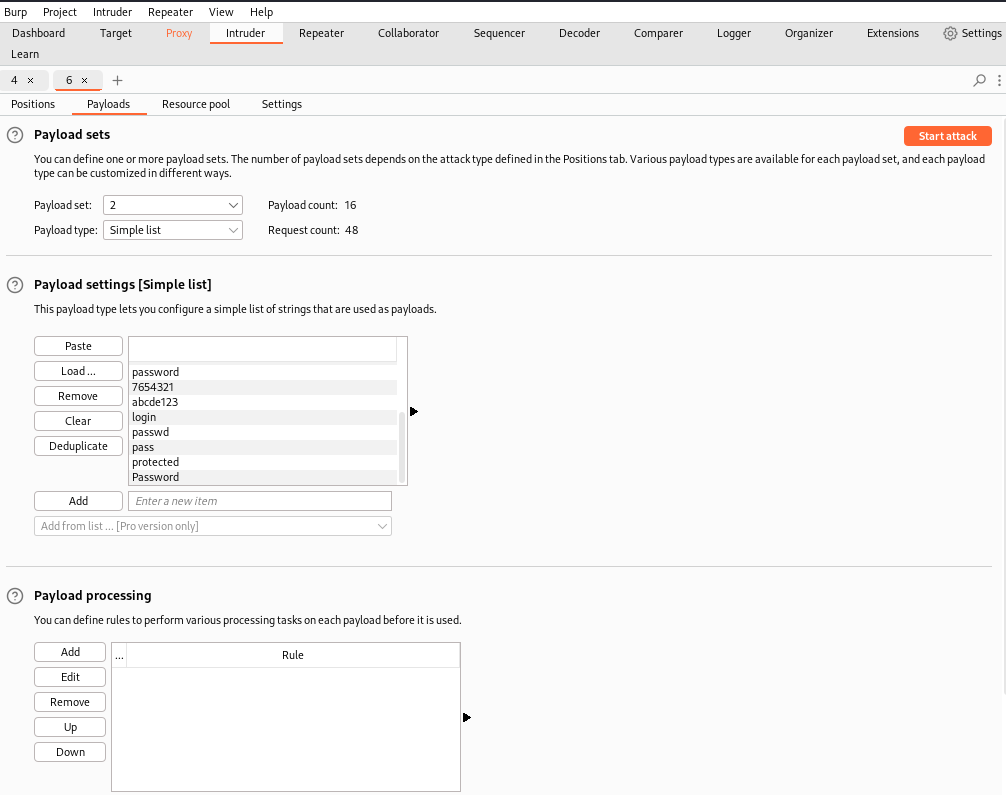 Burp Project Intruder Repeater View Help
Dashboard Target Proxy Intruder Repeater Collaborator Sequencer Decoder Comparer Logger Organizer Extensions Settings
Learn
4 × 6 × +
Positions Payloads Resource pool Settings
? Payload sets Start attack
You can define one or more payload sets. The number of payload sets depends on the attack type defined in the Positions tab. Various payload types are available for each payload set, and each payload
type can be customized in different ways.
Payload set: 2 Payload count: 16
Payload type: Simple list Request count: 48
? Payload settings [Simple list]
This payload type lets you configure a simple list of strings that are used as payloads.
Paste
Load ... password
7654321
Remove abcde123
login
Clear passwd
Deduplicate pass
protected
Password
Add Enter a new item
Add from list ... [Pro version only]
? Payload processing
You can define rules to perform various processing tasks on each payload before it is used.
Add ... Rule
Edit
Remove
Up
Down